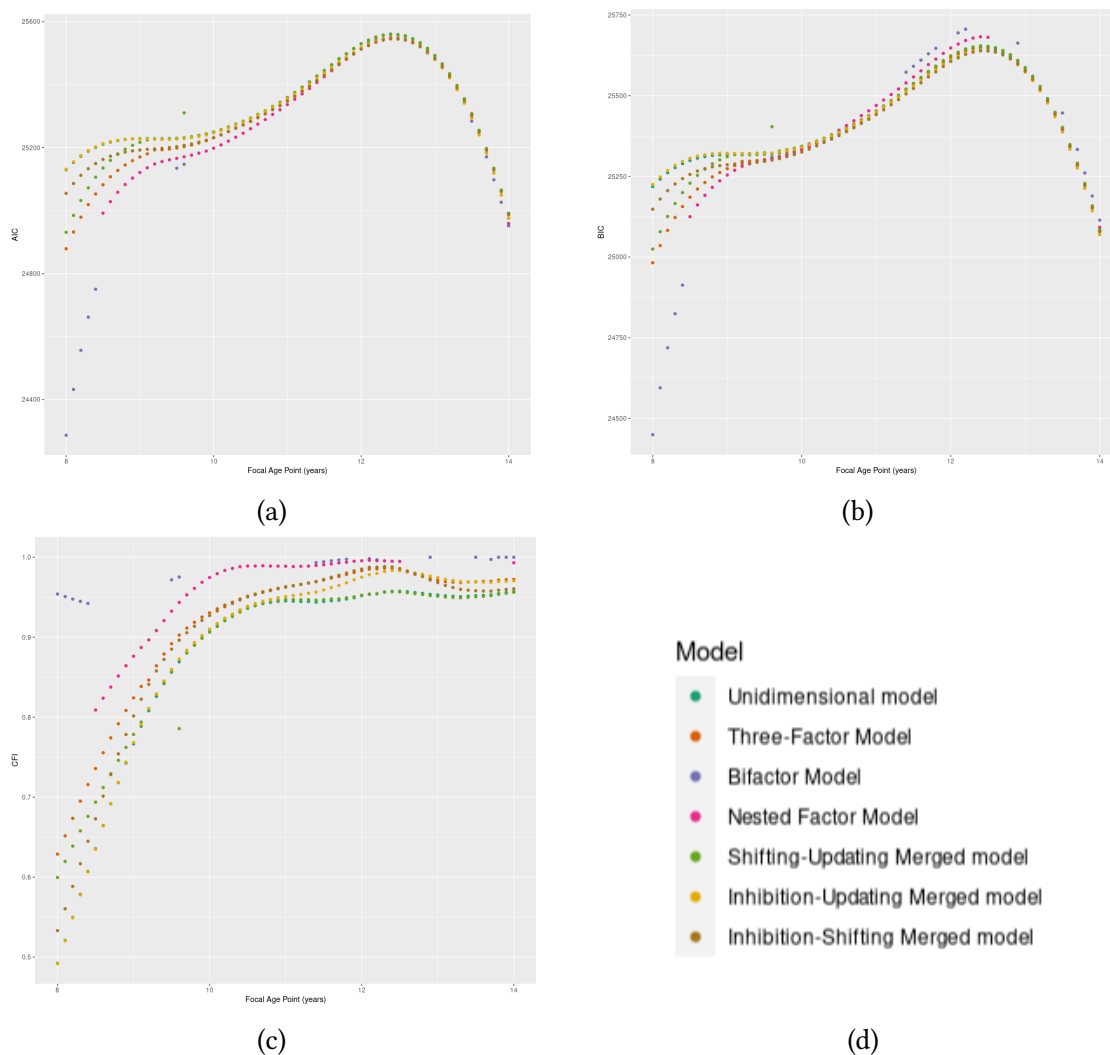 25600
25200
24800
24400
AIC
8
10
12
14
Focal Age Point (years)
(a)
25750
25500
25250
25000
24750
24500
BIC
8
10
12
14
Focal Age Point (years)
(b)
1.0
0.9
0.8
0.7
0.6
0.5
CFI
8
10
12
14
Focal Age Point (years)
(c)
Model
Unidimensional model
Three-Factor Model
Bifactor Model
Nested Factor Model
Shifting-Updating Merged model
Inhibition-Updating Merged model
Inhibition-Shifting Merged model
(d)